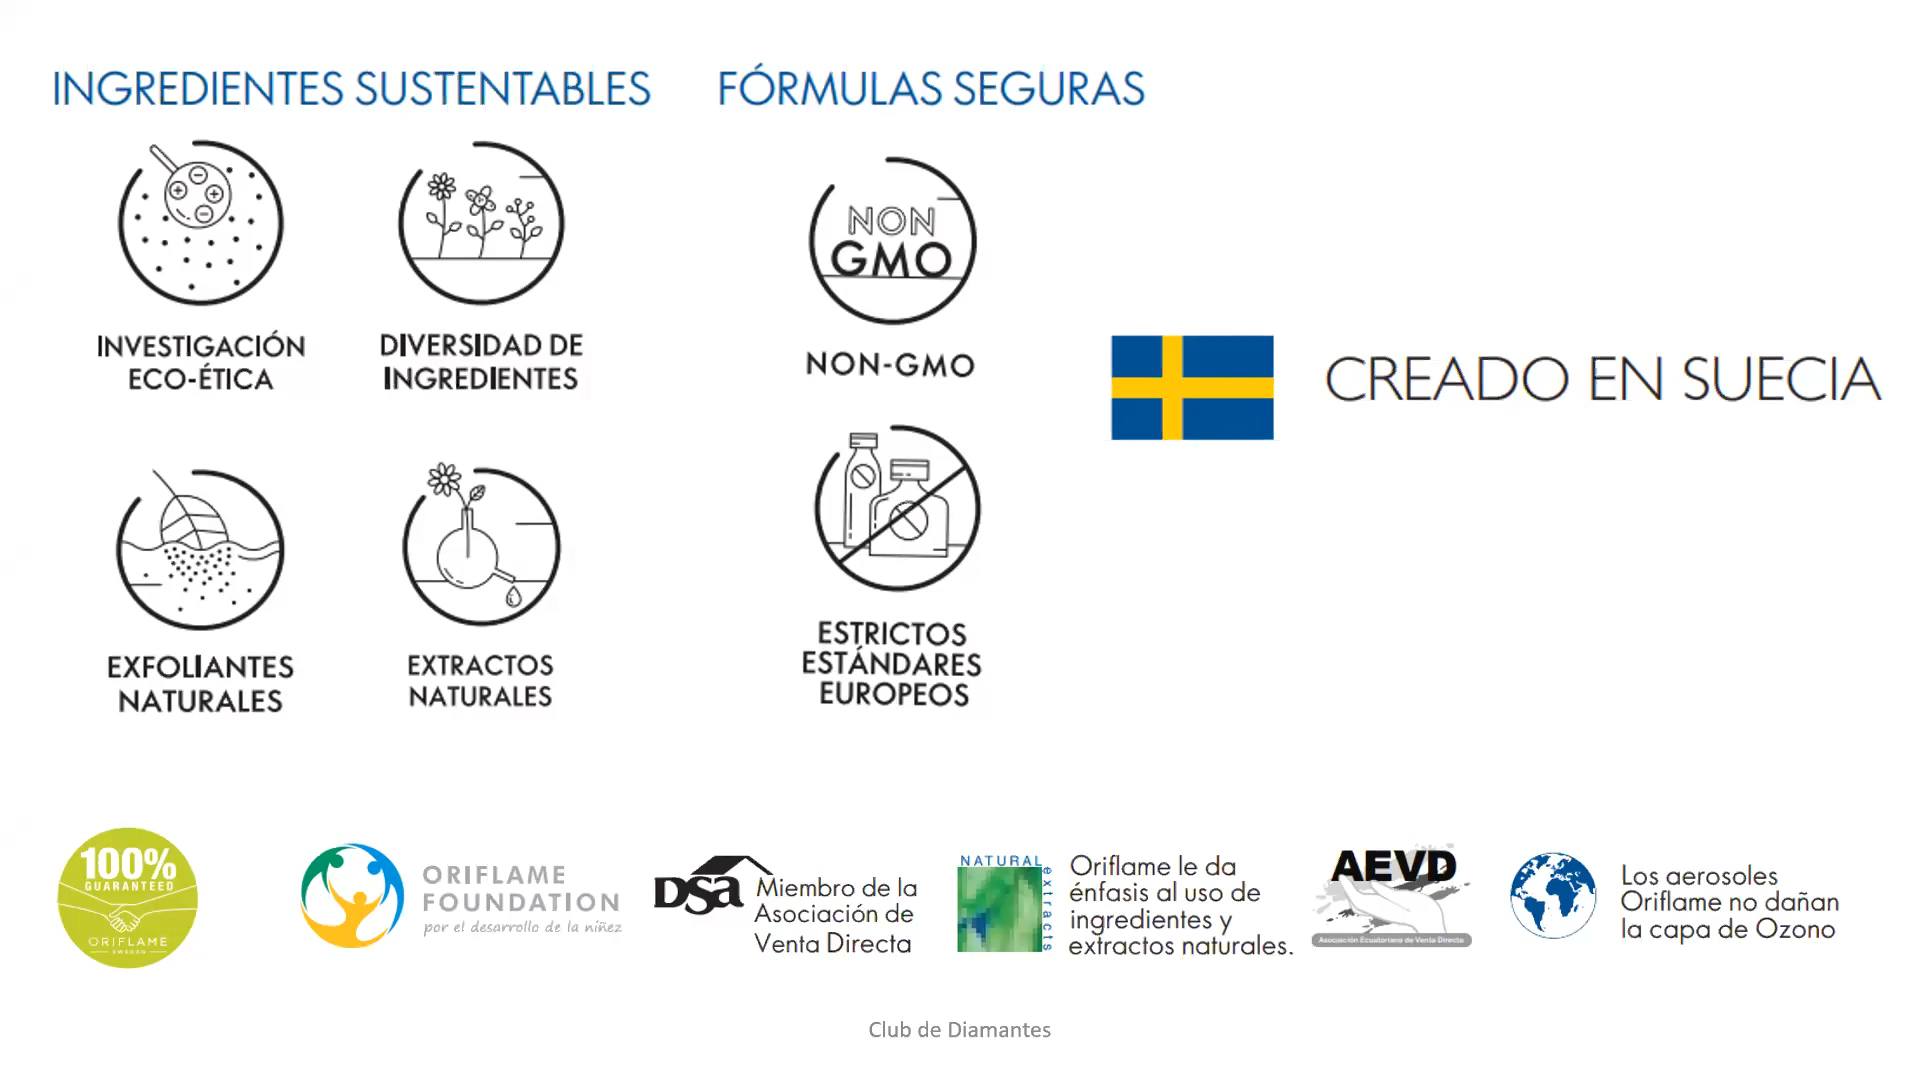 INGREDIENTES SUSTENTABLES
FÓRMULAS SEGURAS
INVESTIGACIÓN
ECO-ÉTICA
DIVERSIDAD DE
INGREDIENTES
NON
GMO
NON-GMO
CREADO EN SUECIA
EXFOLIANTES
NATURALES
EXTRACTOS
NATURALES
ESTRICTOS
ESTÁNDARES
EUROPEOS
100%
GUARANTEED
ORIFLAME
SWEDEN
ORIFLAME
FOUNDATION
por el desarrollo de la niñez
DSA
Miembro de la
Asociación de
Venta Directa
NATURAL
extracts
Oriflame le da
énfasis al uso de
ingredientes y
extractos naturales.
AEVD
Asociación Ecuatoriana de Venta Directa
Los aerosoles
Oriflame no dañan
la capa de Ozono
Club de Diamantes